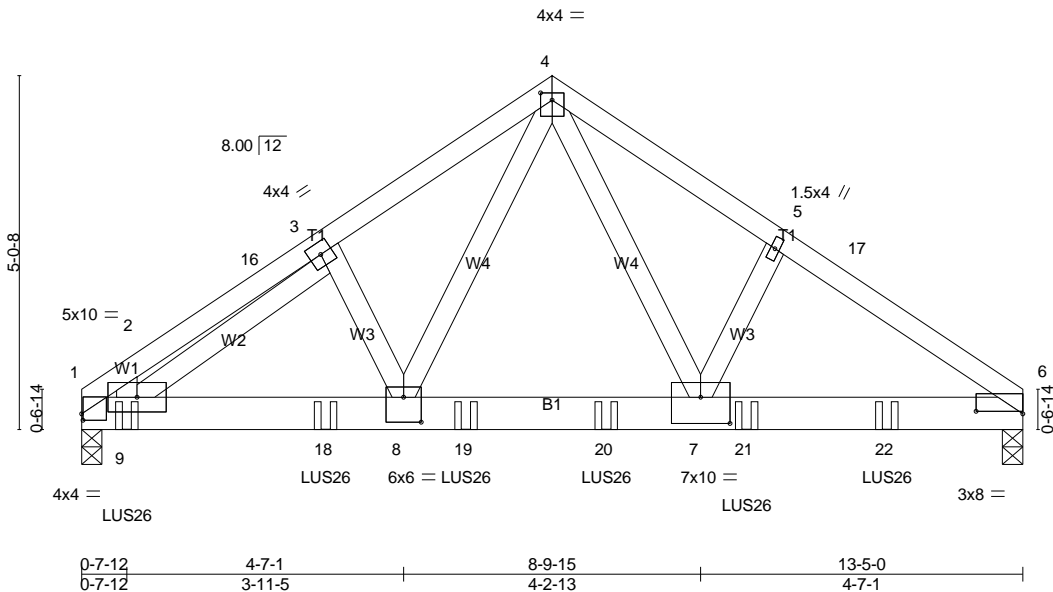 4x4 =
4
8.00 12
4x4 //
1.5x4 //
3
T1
5
T1
16
17
5-0-8
W4
W4
5x10 =
2
W2
W3
W3
1
W1
6
0-6-14
0-6-14
B1
9
18
8
19
20
7
21
22
LUS26
6x6 =
LUS26
LUS26
7x10 =
LUS26
4x4 =
3x8 =
LUS26
LUS26
0-7-12
4-7-1
8-9-15
13-5-0
0-7-12
3-11-5
4-2-13
4-7-1